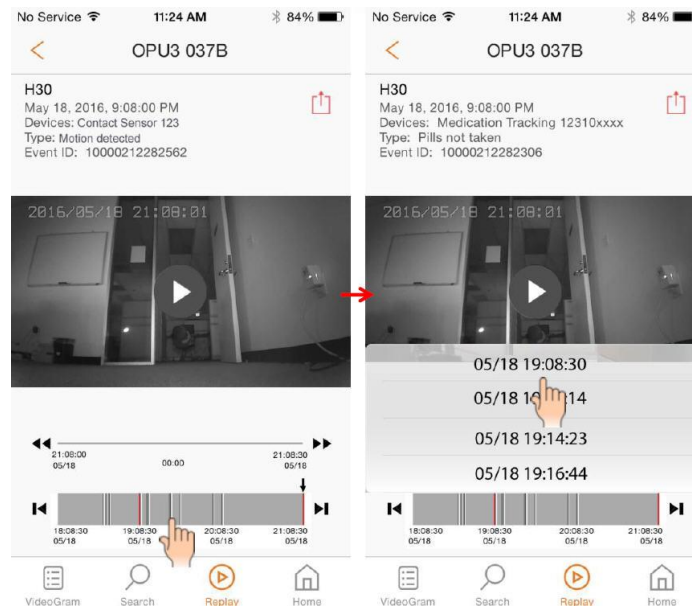 No Service 11:24 AM 84%
OPU3 037B
H30
May 18, 2016, 9:08:00 PM
Devices: Contact Sensor 123
Type: Motion detected
Event ID: 10000212282562
2016/05/18 21:08:01
21:08:00
05/18
00:00
21:08:30
05/18
18:08:30
05/18
19:08:30
05/18
20:08:30
05/18
21:08:30
05/18
VideoGram
Search
Replay
Home
No Service 11:24 AM 84%
OPU3 037B
H30
May 18, 2016, 9:08:00 PM
Devices: Medication Tracking 12310xxxx
Type: Pills not taken
Event ID: 10000212282306
2016/05/18 21:08:01
05/18 19:08:30
05/18
05/18 19:14:23
05/18 19:16:44
18:08:30
05/18
19:08:30
05/18
20:08:30
05/18
21:08:30
05/18
VideoGram
Search
Replay
Home